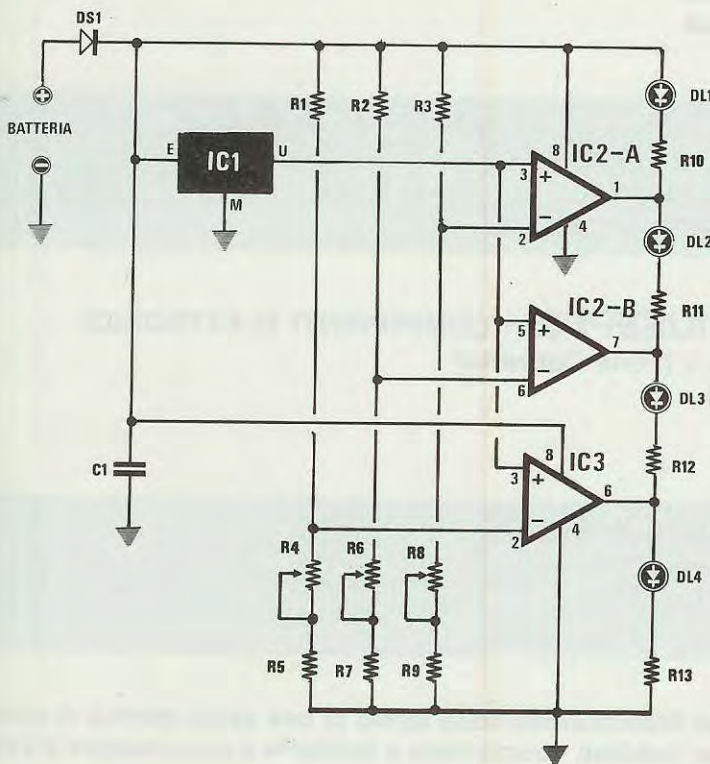 DS1
DL1
R1 R2 R3
BATTERIA
8 IC2-A
E IC1 U
R10
3
+
1
M
-
2 4
DL2
IC2-B
R11
5
+
7
-
6
DL3
8 IC3
C1
R12
3
+
6
-
2 4
R4 R6 R8
DL4
R5 R7 R9
R13